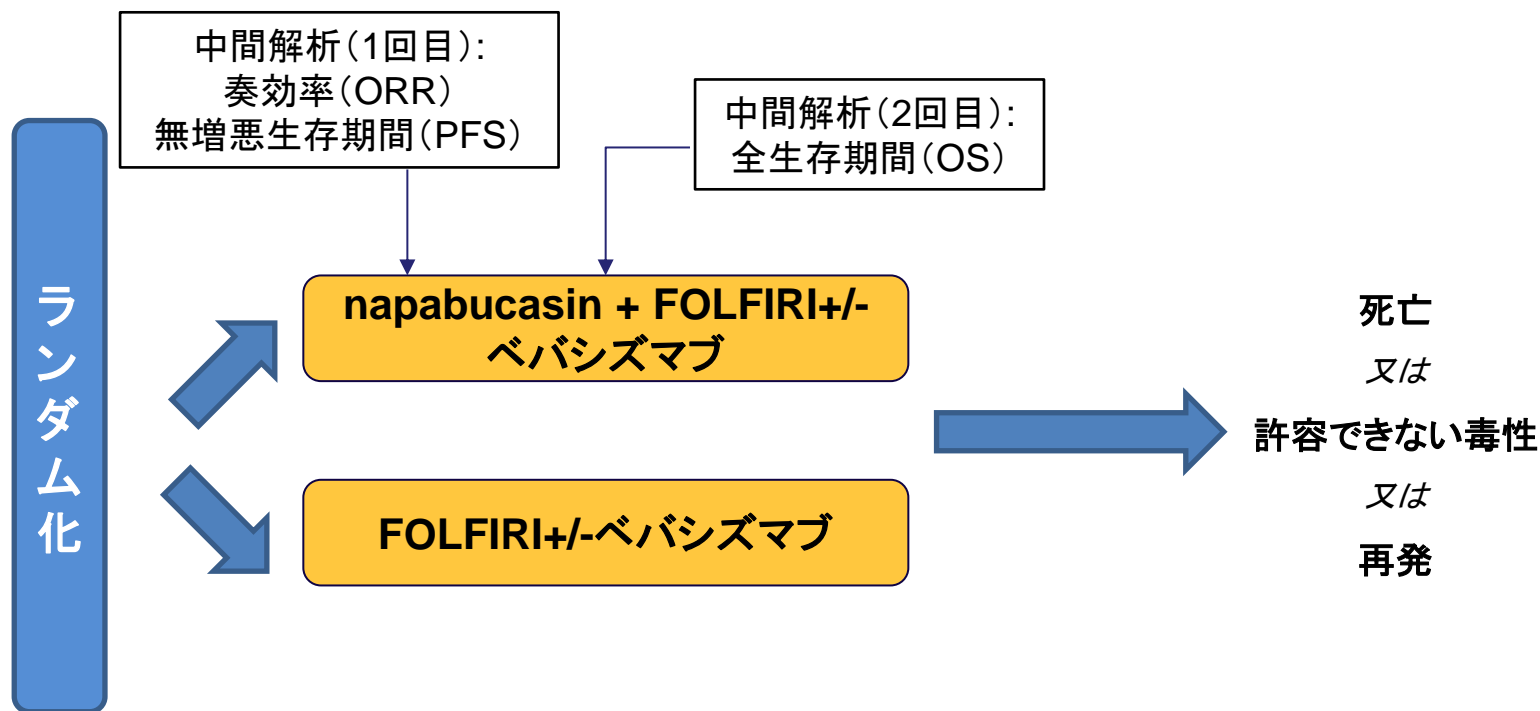 中間解析(1回目):
奏効率(ORR)
無増悪生存期間(PFS)
中間解析(2回目):
全生存期間(OS)
ランダム化
napabucasin + FOLFIRI+/-
ベバシズマブ
FOLFIRI+/-ベバシズマブ
死亡
又は
許容できない毒性
又は
再発